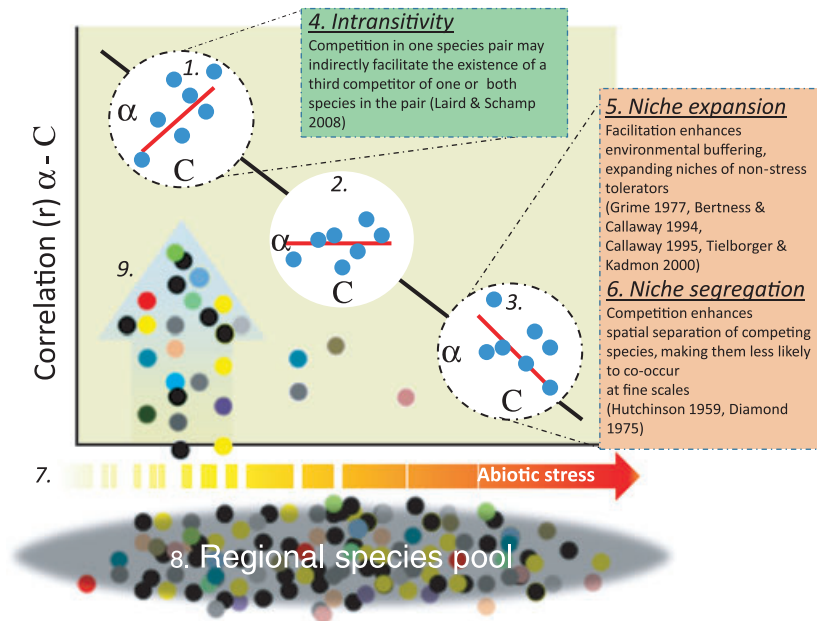 4. Intransitivity
Competition in one species pair may
indirectly facilitate the existence of a
third competitor of one or both
species in the pair (Laird & Schamp
2008)
5. Niche expansion
Facilitation enhances
environmental buffering,
expanding niches of non-stress
tolerators
(Grime 1977, Bertness &
Callaway 1994,
Callaway 1995, Tielborger &
Kadmon 2000)
6. Niche segregation
Competition enhances
spatial separation of competing
species, making them less likely
to co-occur
at fine scales
(Hutchinson 1959, Diamond
1975)
Correlation (r) α - C
1.
α
C
2.
α
C
3.
α
C
9.
7.
Abiotic stress
8. Regional species pool